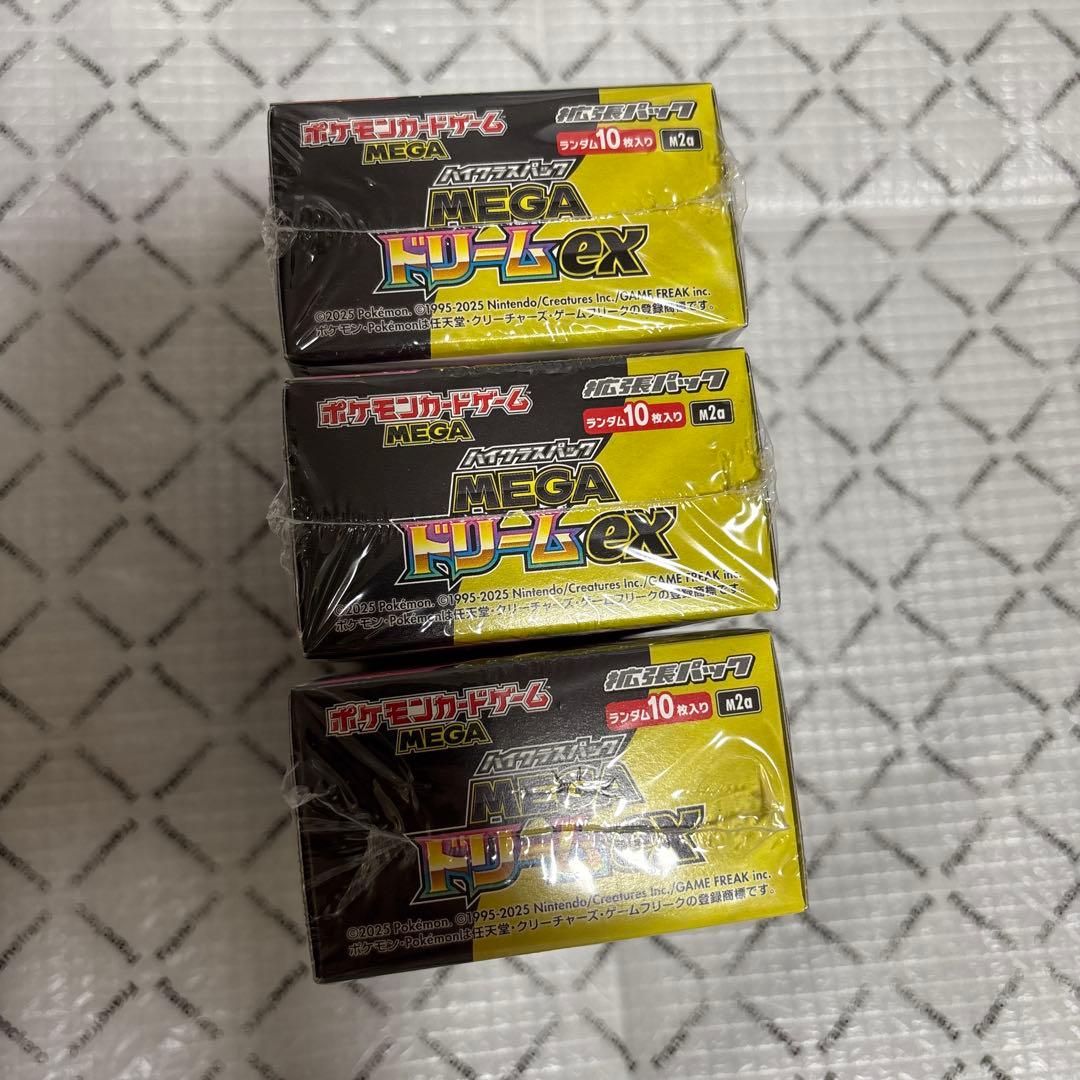 ポケモンカードゲーム
MEGA
拡張パック
ランダム10枚入り M2a
ハイクラスパック
MEGA
ドリームex
©2025 Pokémon. ©1995-2025 Nintendo/Creatures Inc./GAME FREAK inc.
ポケモン・Pokémonは任天堂・クリーチャーズ・ゲームフリークの登録商標です。
ポケモンカードゲーム
MEGA
拡張パック
ランダム10枚入り M2a
ハイクラスパック
MEGA
ドリームex
©2025 Pokémon. ©1995-2025 Nintendo/Creatures Inc./GAME FREAK inc.
ポケモン・Pokémonは任天堂・クリーチャーズ・ゲームフリークの登録商標です。
ポケモンカードゲーム
MEGA
拡張パック
ランダム10枚入り M2a
ハイクラスパック
MEGA
ドリームex
©2025 Pokémon. ©1995-2025 Nintendo/Creatures Inc./GAME FREAK inc.
ポケモン・Pokémonは任天堂・クリーチャーズ・ゲームフリークの登録商標です。